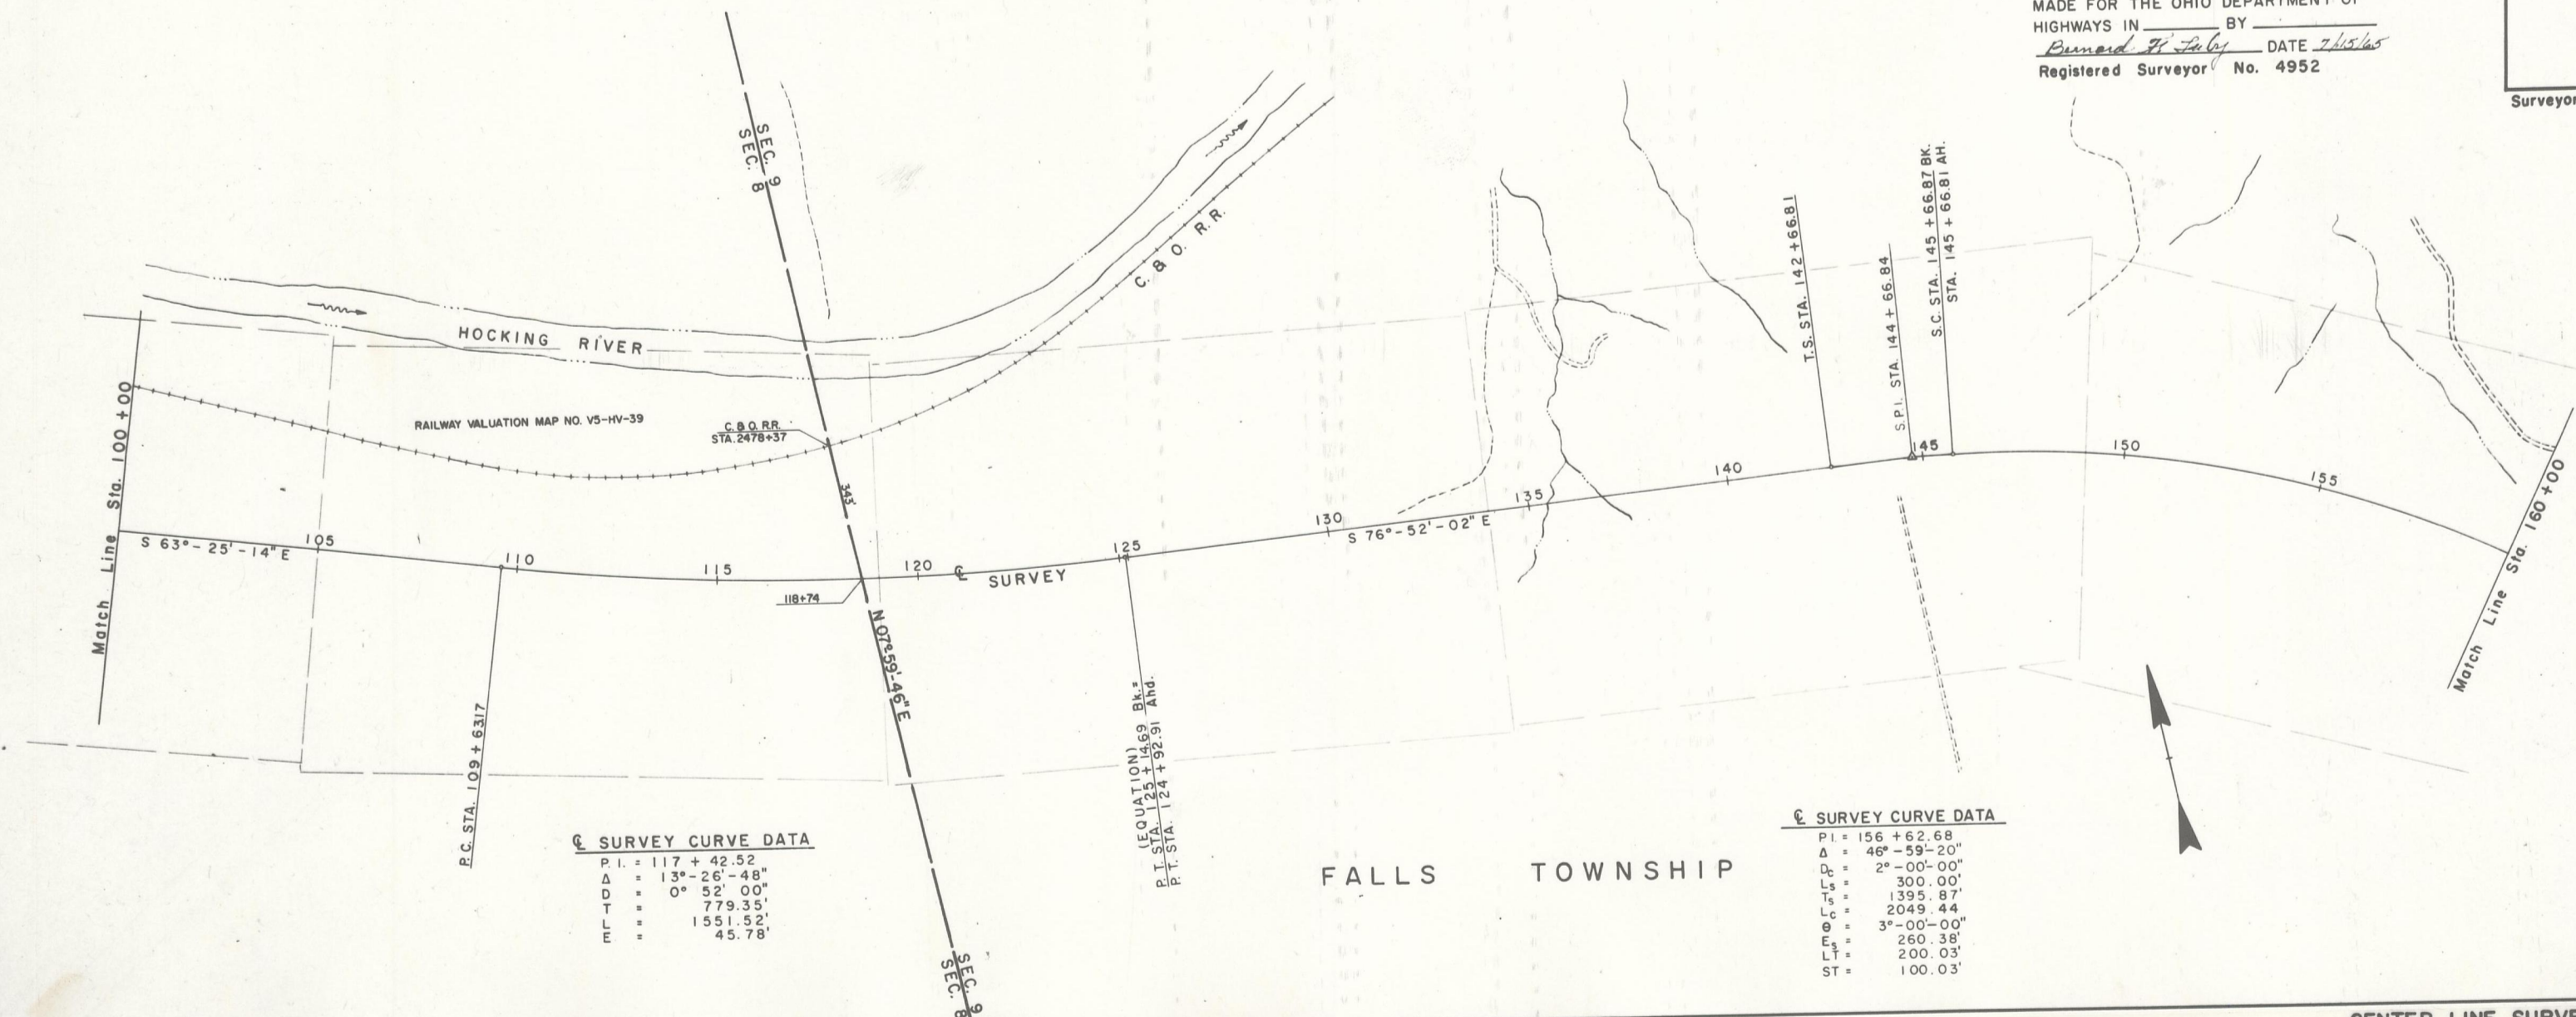 MADE FOR THE OHIO DEPARTMENT OF
HIGHWAYS IN ____ BY ____
Bernard DATE 7/15/65
Registered Surveyor No. 4952
Surveyor
SEC. 9
SEC. 8
HOCKING RIVER
C. & O. R.R.
RAILWAY VALUATION MAP NO. V5-HV-39
C. & O. RR.
STA. 2478+37
343'
Match Line Sta. 100+00
S 63°-25'-14" E
105
110
115
118+74
120
℄ SURVEY
125
130
S 76°-52'-02" E
135
140
145
150
155
T.S. STA. 142+66.81
S.P.I. STA. 144+66.84
S.C. STA. 145+66.87 BK.
STA. 145+66.81 AH.
Match Line Sta. 160+00
N 07°-59'-46" E
P.C. STA. 109+63.17
(EQUATION)
P.T. STA. 125+14.69 Bk.=
P.T. STA. 124+92.91 Ahd.
℄ SURVEY CURVE DATA
P.I. = 117 + 42.52
Δ = 13°-26'-48"
D = 0° 52' 00"
T = 779.35'
L = 1551.52'
E = 45.78'
FALLS TOWNSHIP
℄ SURVEY CURVE DATA
P.I. = 156 +62.68
Δ = 46°-59'-20"
Dc = 2°-00'-00"
Ls = 300.00'
Ts = 1395.87'
Lc = 2049.44
θ = 3°-00'-00"
Es = 260.38'
LT = 200.03'
ST = 100.03'
SEC. 9
SEC. 8
CENTER LINE SURVE